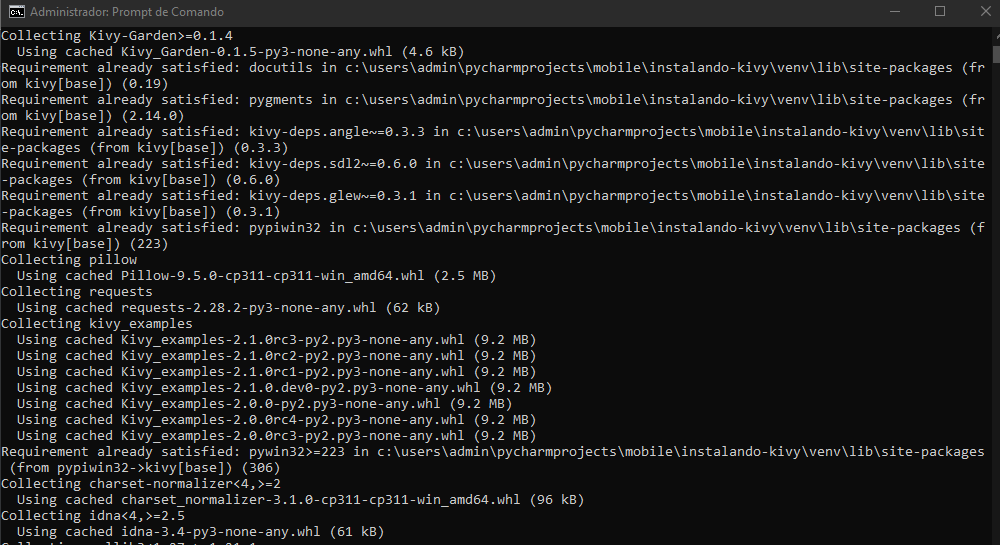 Administrador: Prompt de Comando
Collecting Kivy-Garden>=0.1.4
  Using cached Kivy_Garden-0.1.5-py3-none-any.whl (4.6 kB)
Requirement already satisfied: docutils in c:\users\admin\pycharmprojects\mobile\instalando-kivy\venv\lib\site-packages (fr
om kivy[base]) (0.19)
Requirement already satisfied: pygments in c:\users\admin\pycharmprojects\mobile\instalando-kivy\venv\lib\site-packages (fr
om kivy[base]) (2.14.0)
Requirement already satisfied: kivy-deps.angle~=0.3.3 in c:\users\admin\pycharmprojects\mobile\instalando-kivy\venv\lib\sit
e-packages (from kivy[base]) (0.3.3)
Requirement already satisfied: kivy-deps.sdl2~=0.6.0 in c:\users\admin\pycharmprojects\mobile\instalando-kivy\venv\lib\site
-packages (from kivy[base]) (0.6.0)
Requirement already satisfied: kivy-deps.glew~=0.3.1 in c:\users\admin\pycharmprojects\mobile\instalando-kivy\venv\lib\site
-packages (from kivy[base]) (0.3.1)
Requirement already satisfied: pypiwin32 in c:\users\admin\pycharmprojects\mobile\instalando-kivy\venv\lib\site-packages (f
rom kivy[base]) (223)
Collecting pillow
  Using cached Pillow-9.5.0-cp311-cp311-win_amd64.whl (2.5 MB)
Collecting requests
  Using cached requests-2.28.2-py3-none-any.whl (62 kB)
Collecting kivy_examples
  Using cached Kivy_examples-2.1.0rc3-py2.py3-none-any.whl (9.2 MB)
  Using cached Kivy_examples-2.1.0rc2-py2.py3-none-any.whl (9.2 MB)
  Using cached Kivy_examples-2.1.0rc1-py2.py3-none-any.whl (9.2 MB)
  Using cached Kivy_examples-2.1.0.dev0-py2.py3-none-any.whl (9.2 MB)
  Using cached Kivy_examples-2.0.0-py2.py3-none-any.whl (9.2 MB)
  Using cached Kivy_examples-2.0.0rc4-py2.py3-none-any.whl (9.2 MB)
  Using cached Kivy_examples-2.0.0rc3-py2.py3-none-any.whl (9.2 MB)
Requirement already satisfied: pywin32>=223 in c:\users\admin\pycharmprojects\mobile\instalando-kivy\venv\lib\site-packages
 (from pypiwin32->kivy[base]) (306)
Collecting charset-normalizer<4,>=2
  Using cached charset_normalizer-3.1.0-cp311-cp311-win_amd64.whl (96 kB)
Collecting idna<4,>=2.5
  Using cached idna-3.4-py3-none-any.whl (61 kB)